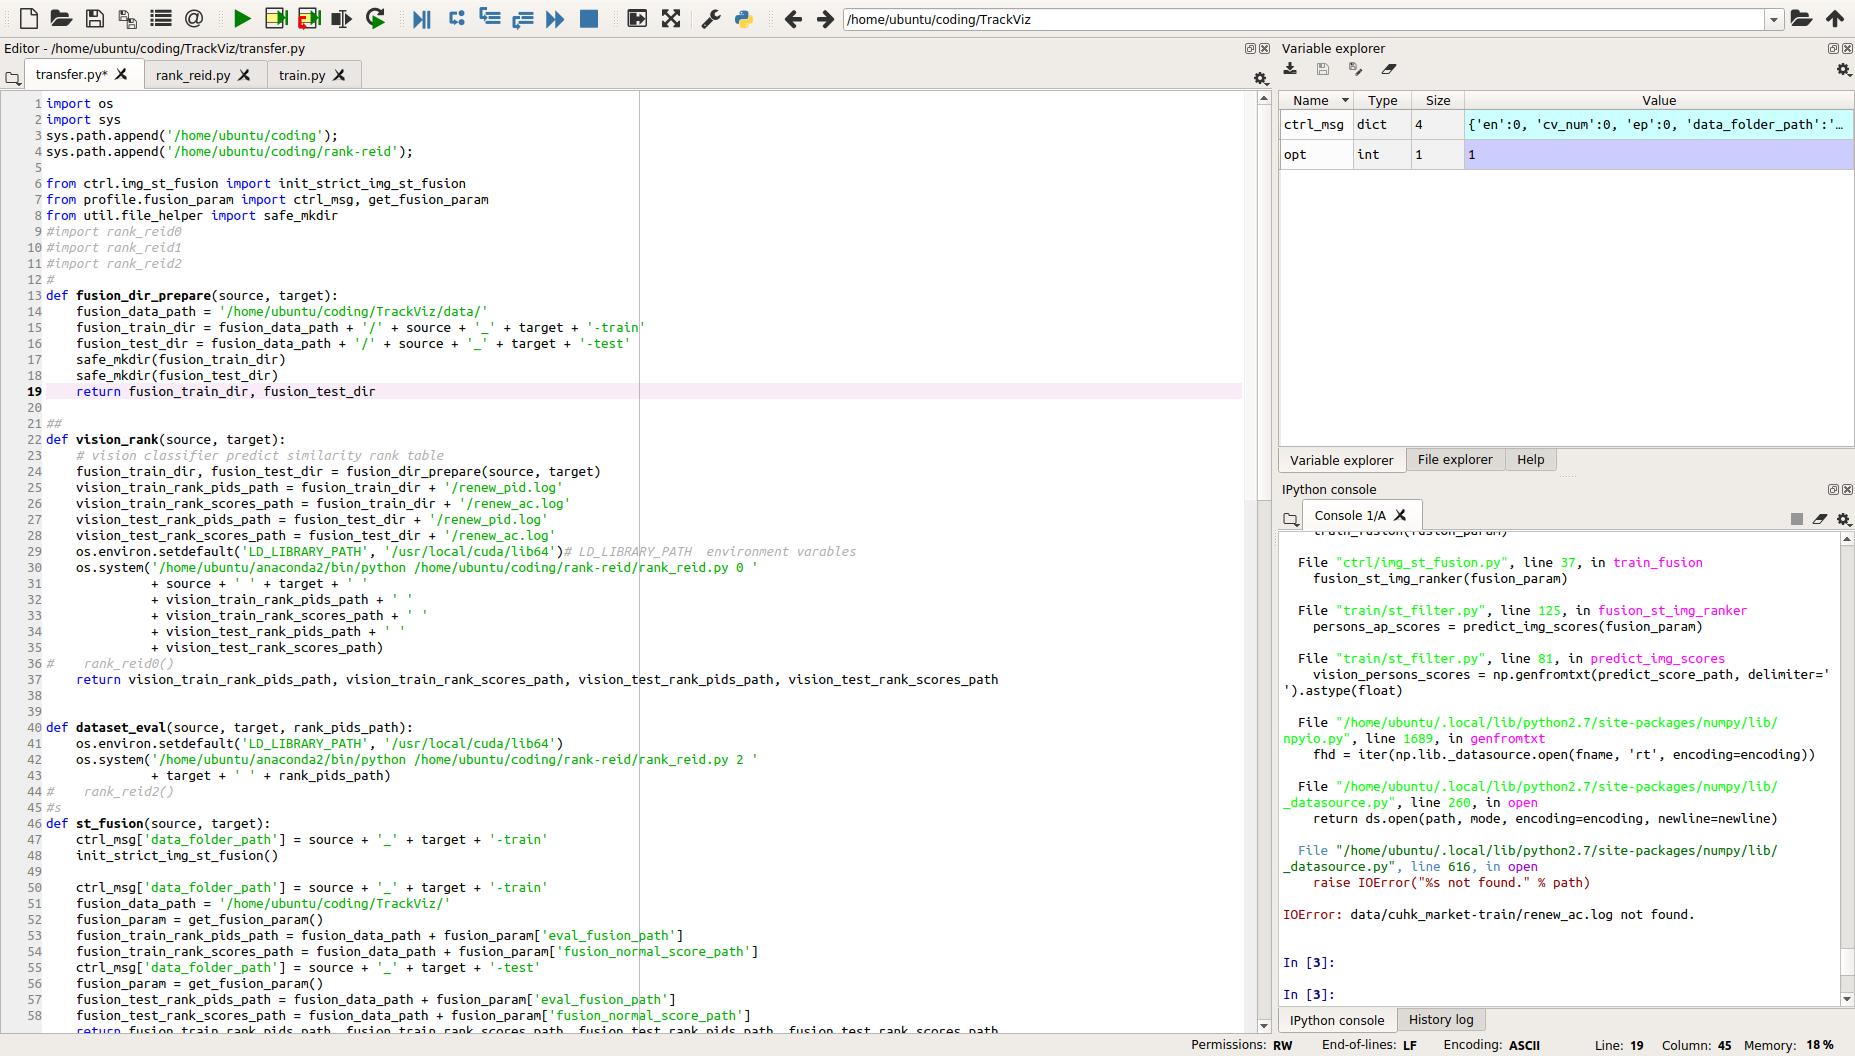 /home/ubuntu/coding/TrackViz
Editor - /home/ubuntu/coding/TrackViz/transfer.py
transfer.py*
rank_reid.py
train.py
1 import os
2 import sys
3 sys.path.append('/home/ubuntu/coding');
4 sys.path.append('/home/ubuntu/coding/rank-reid');
5
6 from ctrl.img_st_fusion import init_strict_img_st_fusion
7 from profile.fusion_param import ctrl_msg, get_fusion_param
8 from util.file_helper import safe_mkdir
9 #import rank_reid0
10 #import rank_reid1
11 #import rank_reid2
12 #
13 def fusion_dir_prepare(source, target):
14     fusion_data_path = '/home/ubuntu/coding/TrackViz/data/'
15     fusion_train_dir = fusion_data_path + '/' + source + '_' + target + '-train'
16     fusion_test_dir = fusion_data_path + '/' + source + '_' + target + '-test'
17     safe_mkdir(fusion_train_dir)
18     safe_mkdir(fusion_test_dir)
19     return fusion_train_dir, fusion_test_dir
20
21 ##
22 def vision_rank(source, target):
23     # vision classifier predict similarity rank table
24     fusion_train_dir, fusion_test_dir = fusion_dir_prepare(source, target)
25     vision_train_rank_pids_path = fusion_train_dir + '/renew_pid.log'
26     vision_train_rank_scores_path = fusion_train_dir + '/renew_ac.log'
27     vision_test_rank_pids_path = fusion_test_dir + '/renew_pid.log'
28     vision_test_rank_scores_path = fusion_test_dir + '/renew_ac.log'
29     os.environ.setdefault('LD_LIBRARY_PATH', '/usr/local/cuda/lib64')# LD_LIBRARY_PATH  environment varables
30     os.system('/home/ubuntu/anaconda2/bin/python /home/ubuntu/coding/rank-reid/rank_reid.py 0 '
31               + source + ' ' + target + ' '
32               + vision_train_rank_pids_path + ' '
33               + vision_train_rank_scores_path + ' '
34               + vision_test_rank_pids_path + ' '
35               + vision_test_rank_scores_path)
36 #    rank_reid0()
37     return vision_train_rank_pids_path, vision_train_rank_scores_path, vision_test_rank_pids_path, vision_test_rank_scores_path
38
39
40 def dataset_eval(source, target, rank_pids_path):
41     os.environ.setdefault('LD_LIBRARY_PATH', '/usr/local/cuda/lib64')
42     os.system('/home/ubuntu/anaconda2/bin/python /home/ubuntu/coding/rank-reid/rank_reid.py 2 '
43               + target + ' ' + rank_pids_path)
44 #    rank_reid2()
45 #s
46 def st_fusion(source, target):
47     ctrl_msg['data_folder_path'] = source + '_' + target + '-train'
48     init_strict_img_st_fusion()
49
50     ctrl_msg['data_folder_path'] = source + '_' + target + '-train'
51     fusion_data_path = '/home/ubuntu/coding/TrackViz/'
52     fusion_param = get_fusion_param()
53     fusion_train_rank_pids_path = fusion_data_path + fusion_param['eval_fusion_path']
54     fusion_train_rank_scores_path = fusion_data_path + fusion_param['fusion_normal_score_path']
55     ctrl_msg['data_folder_path'] = source + '_' + target + '-test'
56     fusion_param = get_fusion_param()
57     fusion_test_rank_pids_path = fusion_data_path + fusion_param['eval_fusion_path']
58     fusion_test_rank_scores_path = fusion_data_path + fusion_param['fusion_normal_score_path']
return fusion_train_rank_pids_path, fusion_train_rank_scores_path, fusion_test_rank_pids_path, fusion_test_rank_scores_path
Variable explorer
Name Type Size Value
ctrl_msg dict 4 {'en':0, 'cv_num':0, 'ep':0, 'data_folder_path':'…
opt int 1 1
Variable explorer File explorer Help
IPython console
Console 1/A
train_fusion(fusion_param)
File "ctrl/img_st_fusion.py", line 37, in train_fusion
fusion_st_img_ranker(fusion_param)
File "train/st_filter.py", line 125, in fusion_st_img_ranker
persons_ap_scores = predict_img_scores(fusion_param)
File "train/st_filter.py", line 81, in predict_img_scores
vision_persons_scores = np.genfromtxt(predict_score_path, delimiter='
').astype(float)
File "/home/ubuntu/.local/lib/python2.7/site-packages/numpy/lib/
npyio.py", line 1689, in genfromtxt
fhd = iter(np.lib._datasource.open(fname, 'rt', encoding=encoding))
File "/home/ubuntu/.local/lib/python2.7/site-packages/numpy/lib/
_datasource.py", line 260, in open
return ds.open(path, mode, encoding=encoding, newline=newline)
File "/home/ubuntu/.local/lib/python2.7/site-packages/numpy/lib/
_datasource.py", line 616, in open
raise IOError("%s not found." % path)
IOError: data/cuhk_market-train/renew_ac.log not found.
In [3]:
In [3]:
IPython console History log
Permissions: RW End-of-lines: LF Encoding: ASCII Line: 19 Column: 45 Memory: 18 %